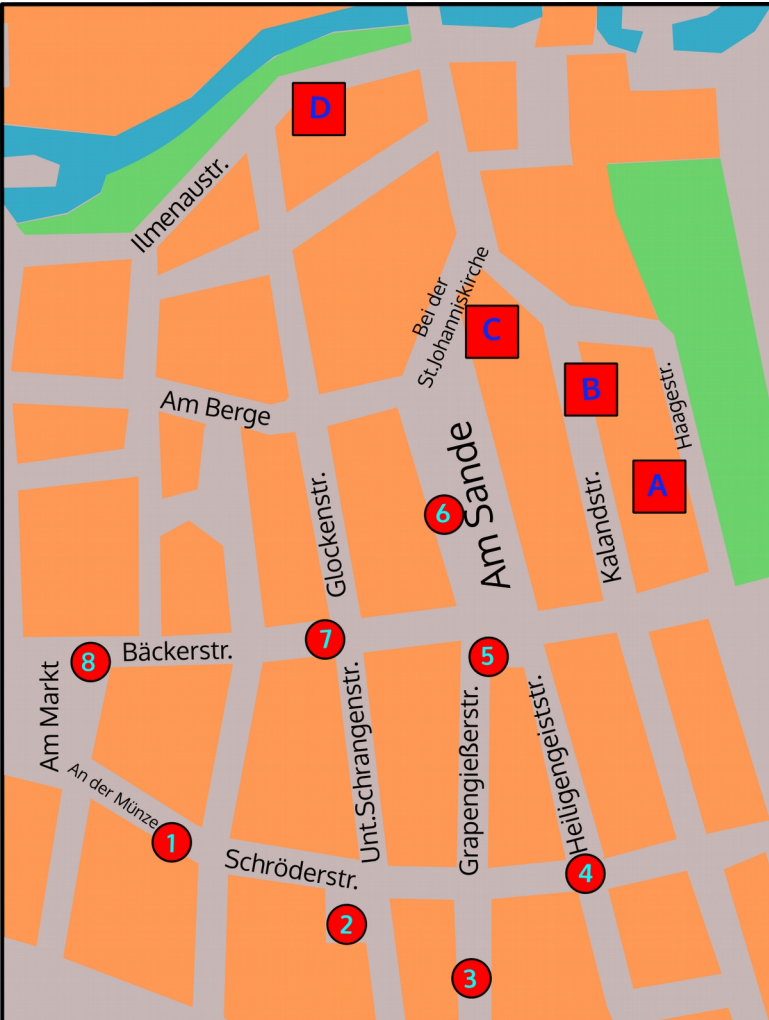 D
Ilmenaustr.
Bei der
St.Johanniskirche
C
B
Haagestr.
Am Berge
A
Am Sande
6
Glockenstr.
Kalandstr.
7
Bäckerstr.
8
5
Am Markt
Unt.Schrangenstr.
Grapengießerstr.
Heiligengeiststr.
An der Münze
1
Schröderstr.
4
2
3